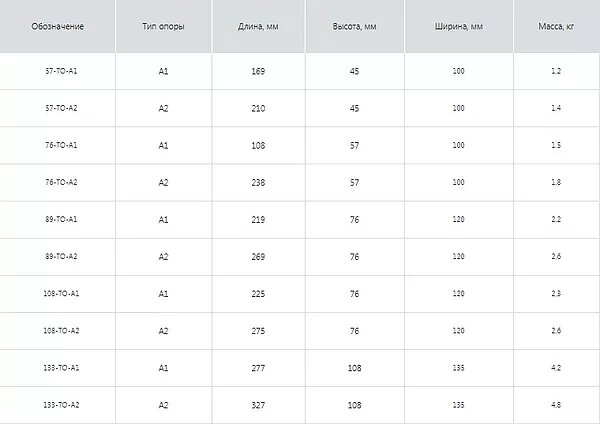 Обозначение Тип опоры Длина, мм Высота, мм Ширина, мм Масса, кг
57-ТО-А1 А1 169 45 100 1.2
57-ТО-А2 А2 210 45 100 1.4
76-ТО-А1 А1 108 57 100 1.5
76-ТО-А2 А2 238 57 100 1.8
89-ТО-А1 А1 219 76 120 2.2
89-ТО-А2 А2 269 76 120 2.6
108-ТО-А1 А1 225 76 120 2.3
108-ТО-А2 А2 275 76 120 2.6
133-ТО-А1 А1 277 108 135 4.2
133-ТО-А2 А2 327 108 135 4.8